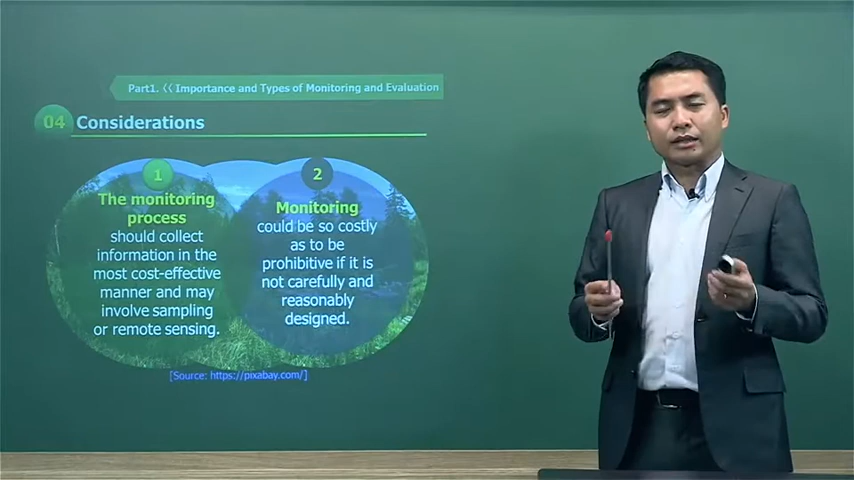 Part1. 《 Importance and Types of Monitoring and Evaluation
04 Considerations
1
The monitoring
process
should collect
information in the
most cost-effective
manner and may
involve sampling
or remote sensing.
2
Monitoring
could be so costly
as to be
prohibitive if it is
not carefully and
reasonably
designed.
[Source: https://pixabay.com/]